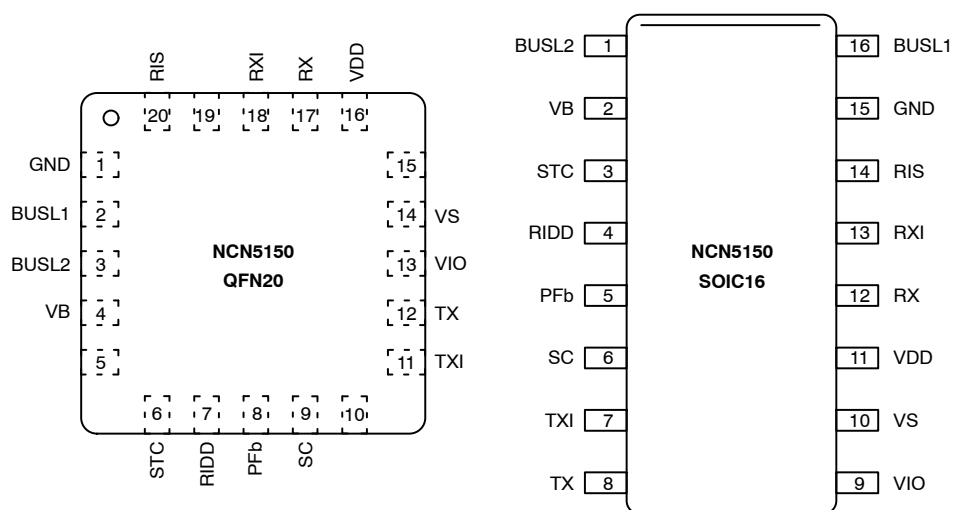 RIS
RXI
RX
VDD
20
19
18
17
16
GND
1
BUSL1
2
BUSL2
3
VB
4
5
15
14
VS
13
VIO
12
TX
11
TXI
NCN5150
QFN20
6
7
8
9
10
STC
RIDD
PFb
SC
BUSL2 1
VB 2
STC 3
RIDD 4
PFb 5
SC 6
TXI 7
TX 8
NCN5150
SOIC16
16 BUSL1
15 GND
14 RIS
13 RXI
12 RX
11 VDD
10 VS
9 VIO